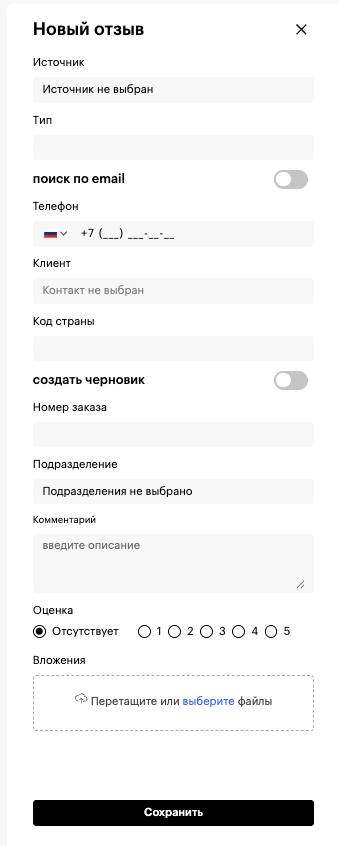 Новый отзыв
Источник
Источник не выбран
Тип
поиск по email
Телефон
+7 (___) ___-__-__
Клиент
Контакт не выбран
Код страны
создать черновик
Номер заказа
Подразделение
Подразделения не выбрано
Комментарий
введите описание
Оценка
Отсутствует 1 2 3 4 5
Вложения
Перетащите или выберите файлы
Сохранить